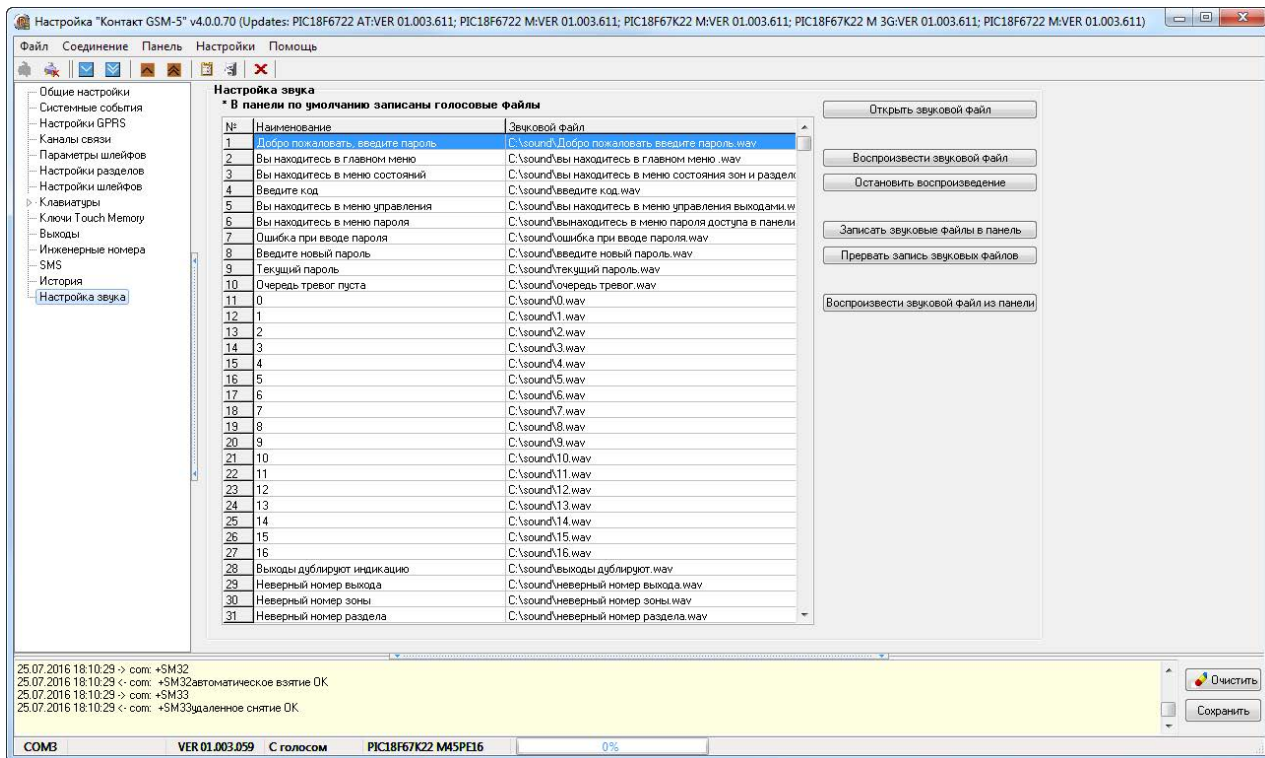 Настройка "Контакт GSM-5" v4.0.0.70 (Updates: PIC18F6722 AT:VER 01.003.611; PIC18F6722 M:VER 01.003.611; PIC18F67K22 M:VER 01.003.611; PIC18F67K22 M 3G:VER 01.003.611; PIC18F6722 M:VER 01.003.611)
Файл Соединение Панель Настройки Помощь
Общие настройки
Системные события
Настройки GPRS
Каналы связи
Параметры шлейфов
Настройки разделов
Настройки шлейфов
Клавиатуры
Ключи Touch Memory
Выходы
Инженерные номера
SMS
История
Настройка звука
Настройка звука
* В панели по умолчанию записаны голосовые файлы
№ Наименование Звуковой файл
1 Добро пожаловать, введите пароль C:\sound\Добро пожаловать введите пароль.wav
2 Вы находитесь в главном меню C:\sound\вы находитесь в главном меню .wav
3 Вы находитесь в меню состояний C:\sound\вы находитесь в меню состояния зон и раздело
4 Введите код C:\sound\введите код.wav
5 Вы находитесь в меню управления C:\sound\вы находитесь в меню управления выходами.w
6 Вы находитесь в меню пароля C:\sound\вынаходитесь в меню пароля доступа в панели
7 Ошибка при вводе пароля C:\sound\ошибка при вводе пароля.wav
8 Введите новый пароль C:\sound\введите новый пароль.wav
9 Текущий пароль C:\sound\текущий пароль.wav
10 Очередь тревог пуста C:\sound\очередь тревог.wav
11 0 C:\sound\0.wav
12 1 C:\sound\1.wav
13 2 C:\sound\2.wav
14 3 C:\sound\3.wav
15 4 C:\sound\4.wav
16 5 C:\sound\5.wav
17 6 C:\sound\6.wav
18 7 C:\sound\7.wav
19 8 C:\sound\8.wav
20 9 C:\sound\9.wav
21 10 C:\sound\10.wav
22 11 C:\sound\11.wav
23 12 C:\sound\12.wav
24 13 C:\sound\13.wav
25 14 C:\sound\14.wav
26 15 C:\sound\15.wav
27 16 C:\sound\16.wav
28 Выходы дублируют индикацию C:\sound\выходы дублируют.wav
29 Неверный номер выхода C:\sound\неверный номер выхода.wav
30 Неверный номер зоны C:\sound\неверный номер зоны.wav
31 Неверный номер раздела C:\sound\неверный номер раздела.wav
Открыть звуковой файл
Воспроизвести звуковой файл
Остановить воспроизведение
Записать звуковые файлы в панель
Прервать запись звуковых файлов
Воспроизвести звуковой файл из панели
25.07.2016 18:10:29 -> com: +SM32
25.07.2016 18:10:29 <- com: +SM32автоматическое взятие OK
25.07.2016 18:10:29 -> com: +SM33
25.07.2016 18:10:29 <- com: +SM33удаленное снятие OK
Очистить
Сохранить
COM3 VER 01.003.059 С голосом PIC18F67K22 M45PE16 0%